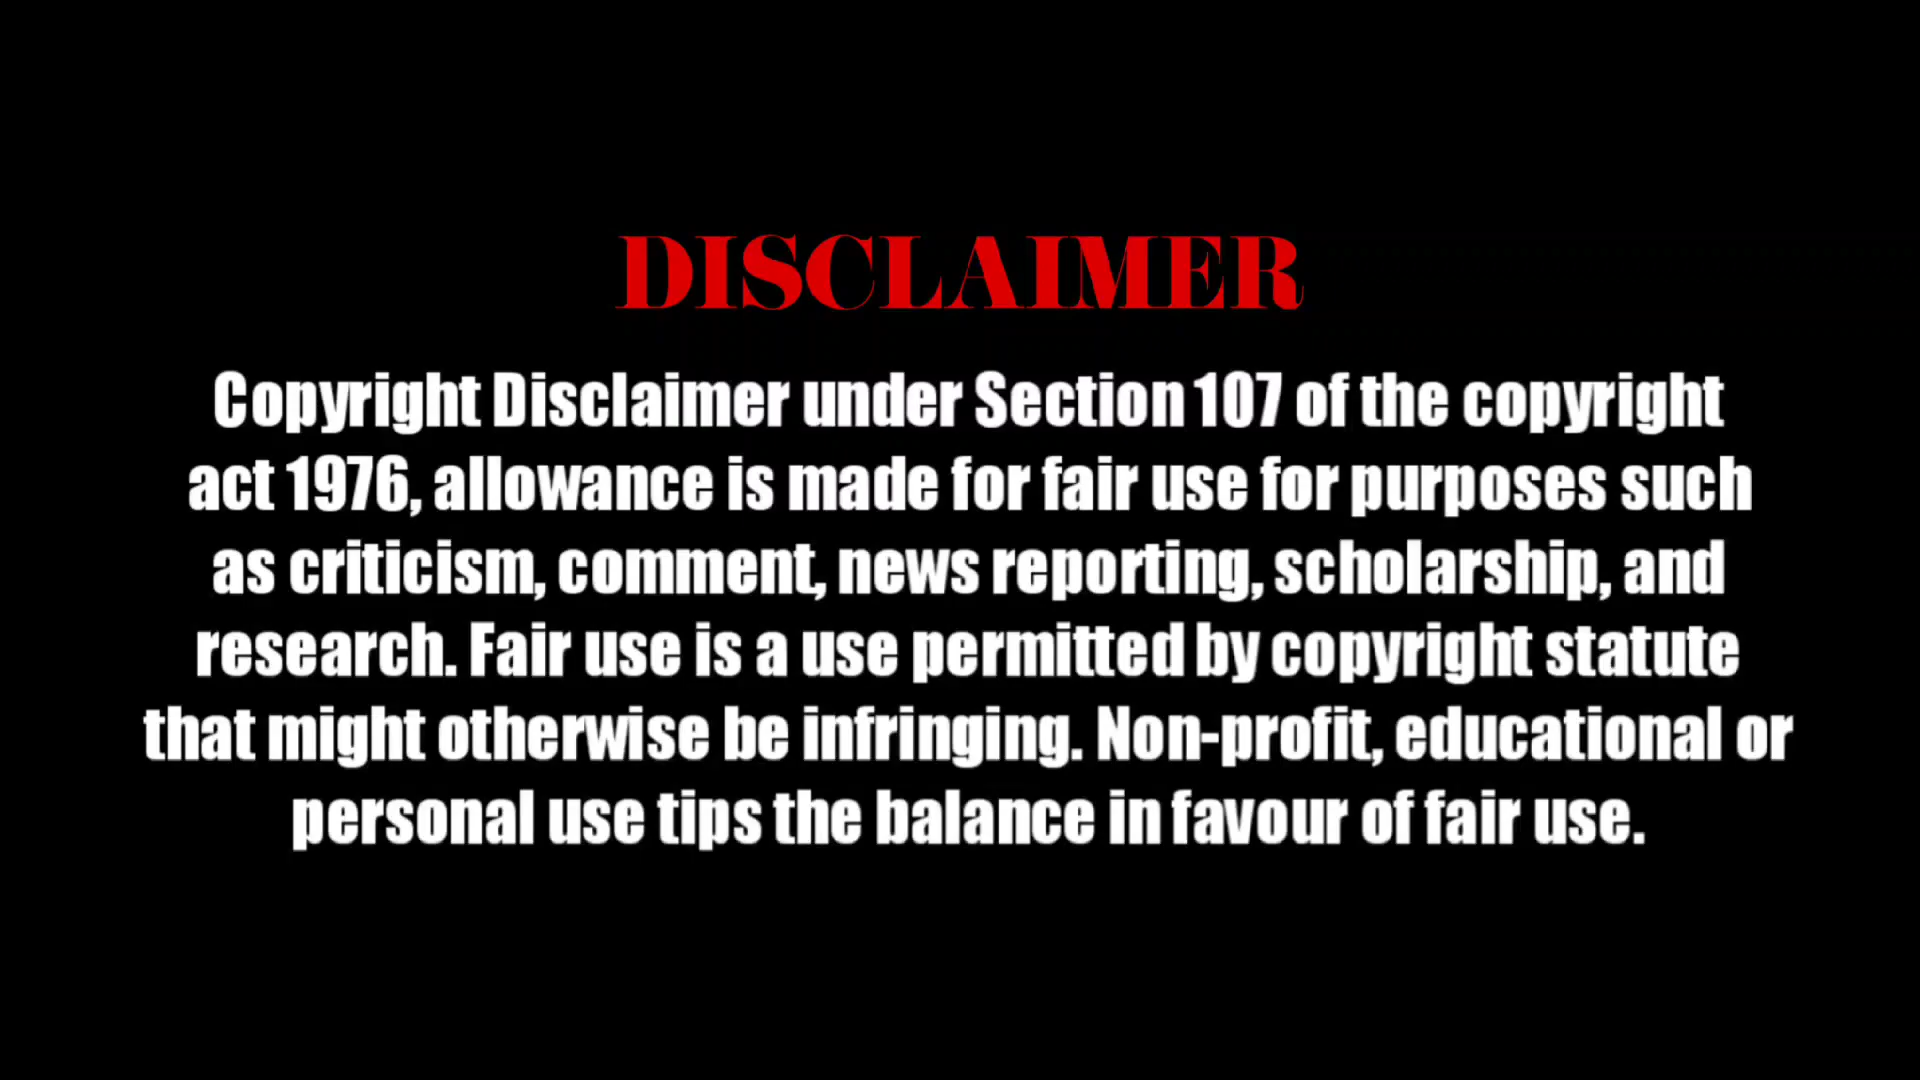 DISCLAIMER
Copyright Disclaimer under Section 107 of the copyright
act 1976, allowance is made for fair use for purposes such
as criticism, comment, news reporting, scholarship, and
research. Fair use is a use permitted by copyright statute
that might otherwise be infringing. Non-profit, educational or
personal use tips the balance in favour of fair use.